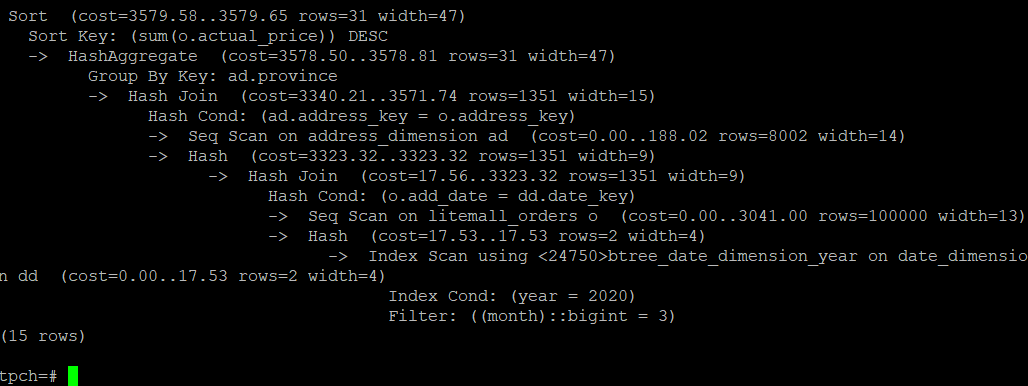 Sort  (cost=3579.58..3579.65 rows=31 width=47)
  Sort Key: (sum(o.actual_price)) DESC
  ->  HashAggregate  (cost=3578.50..3578.81 rows=31 width=47)
        Group By Key: ad.province
        ->  Hash Join  (cost=3340.21..3571.74 rows=1351 width=15)
              Hash Cond: (ad.address_key = o.address_key)
              ->  Seq Scan on address_dimension ad  (cost=0.00..188.02 rows=8002 width=14)
              ->  Hash  (cost=3323.32..3323.32 rows=1351 width=9)
                    ->  Hash Join  (cost=17.56..3323.32 rows=1351 width=9)
                          Hash Cond: (o.add_date = dd.date_key)
                          ->  Seq Scan on litemall_orders o  (cost=0.00..3041.00 rows=100000 width=13)
                          ->  Hash  (cost=17.53..17.53 rows=2 width=4)
                                ->  Index Scan using <24750>btree_date_dimension_year on date_dimensio
n dd  (cost=0.00..17.53 rows=2 width=4)
                                      Index Cond: (year = 2020)
                                      Filter: ((month)::bigint = 3)
(15 rows)
tpch=#